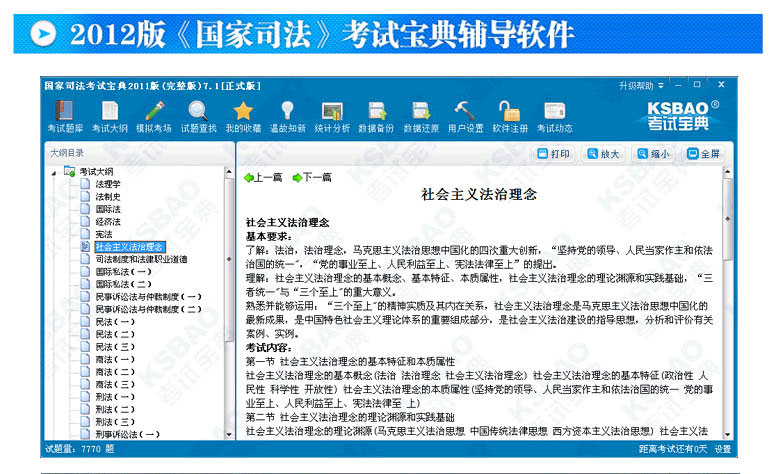 2012版《国家司法》考试宝典辅导软件
国家司法考试宝典2011版(完整版)7.1[正式版]
升级帮助
考试题库 考试大纲 模拟考场 试题查找 我的收藏 温故知新 统计分析 数据备份 数据还原 用户设置 软件注册 考试动态
KSBAO®
考试宝典
大纲目录
打印 放大 缩小 全屏
考试大纲
法理学
法制史
国际法
经济法
宪法
社会主义法治理念
司法制度和法律职业道德
国际私法(一)
国际私法(二)
民事诉讼法与仲裁制度(一)
民事诉讼法与仲裁制度(二)
民法(一)
民法(二)
民法(三)
商法(一)
商法(二)
商法(三)
刑法(一)
刑法(二)
刑法(三)
刑事诉讼法(一)
上一篇 下一篇
社会主义法治理念
社会主义法治理念
基本要求:
了解:法治,法治理念,马克思主义法治思想中国化的四次重大创新,“坚持党的领导、人民当家作主和依法
治国的统一”,“党的事业至上、人民利益至上、宪法法律至上”的提出。
理解:社会主义法治理念的基本概念、基本特征、本质属性,社会主义法治理念的理论渊源和实践基础,“三
者统一”与“三个至上”的重大意义。
熟悉并能够运用:“三个至上”的精神实质及其内在关系,社会主义法治理念是马克思主义法治思想中国化的
最新成果,是中国特色社会主义理论体系的重要组成部分,是社会主义法治建设的指导思想,分析和评价有关
案例、实例。
考试内容:
第一节 社会主义法治理念的基本特征和本质属性
社会主义法治理念的基本概念(法治 法治理念 社会主义法治理念) 社会主义法治理念的基本特征(政治性 人
民性 科学性 开放性) 社会主义法治理念的本质属性(坚持党的领导、人民当家作主和依法治国的统一 党的事
业至上、人民利益至上、宪法法律至 上)
第二节 社会主义法治理念的理论渊源和实践基础
社会主义法治理念的理论渊源(马克思主义法治思想 中国传统法律思想 西方资本主义法治思想) 社会主义法
试题量: 7770 题
距离考试还有0天 设置